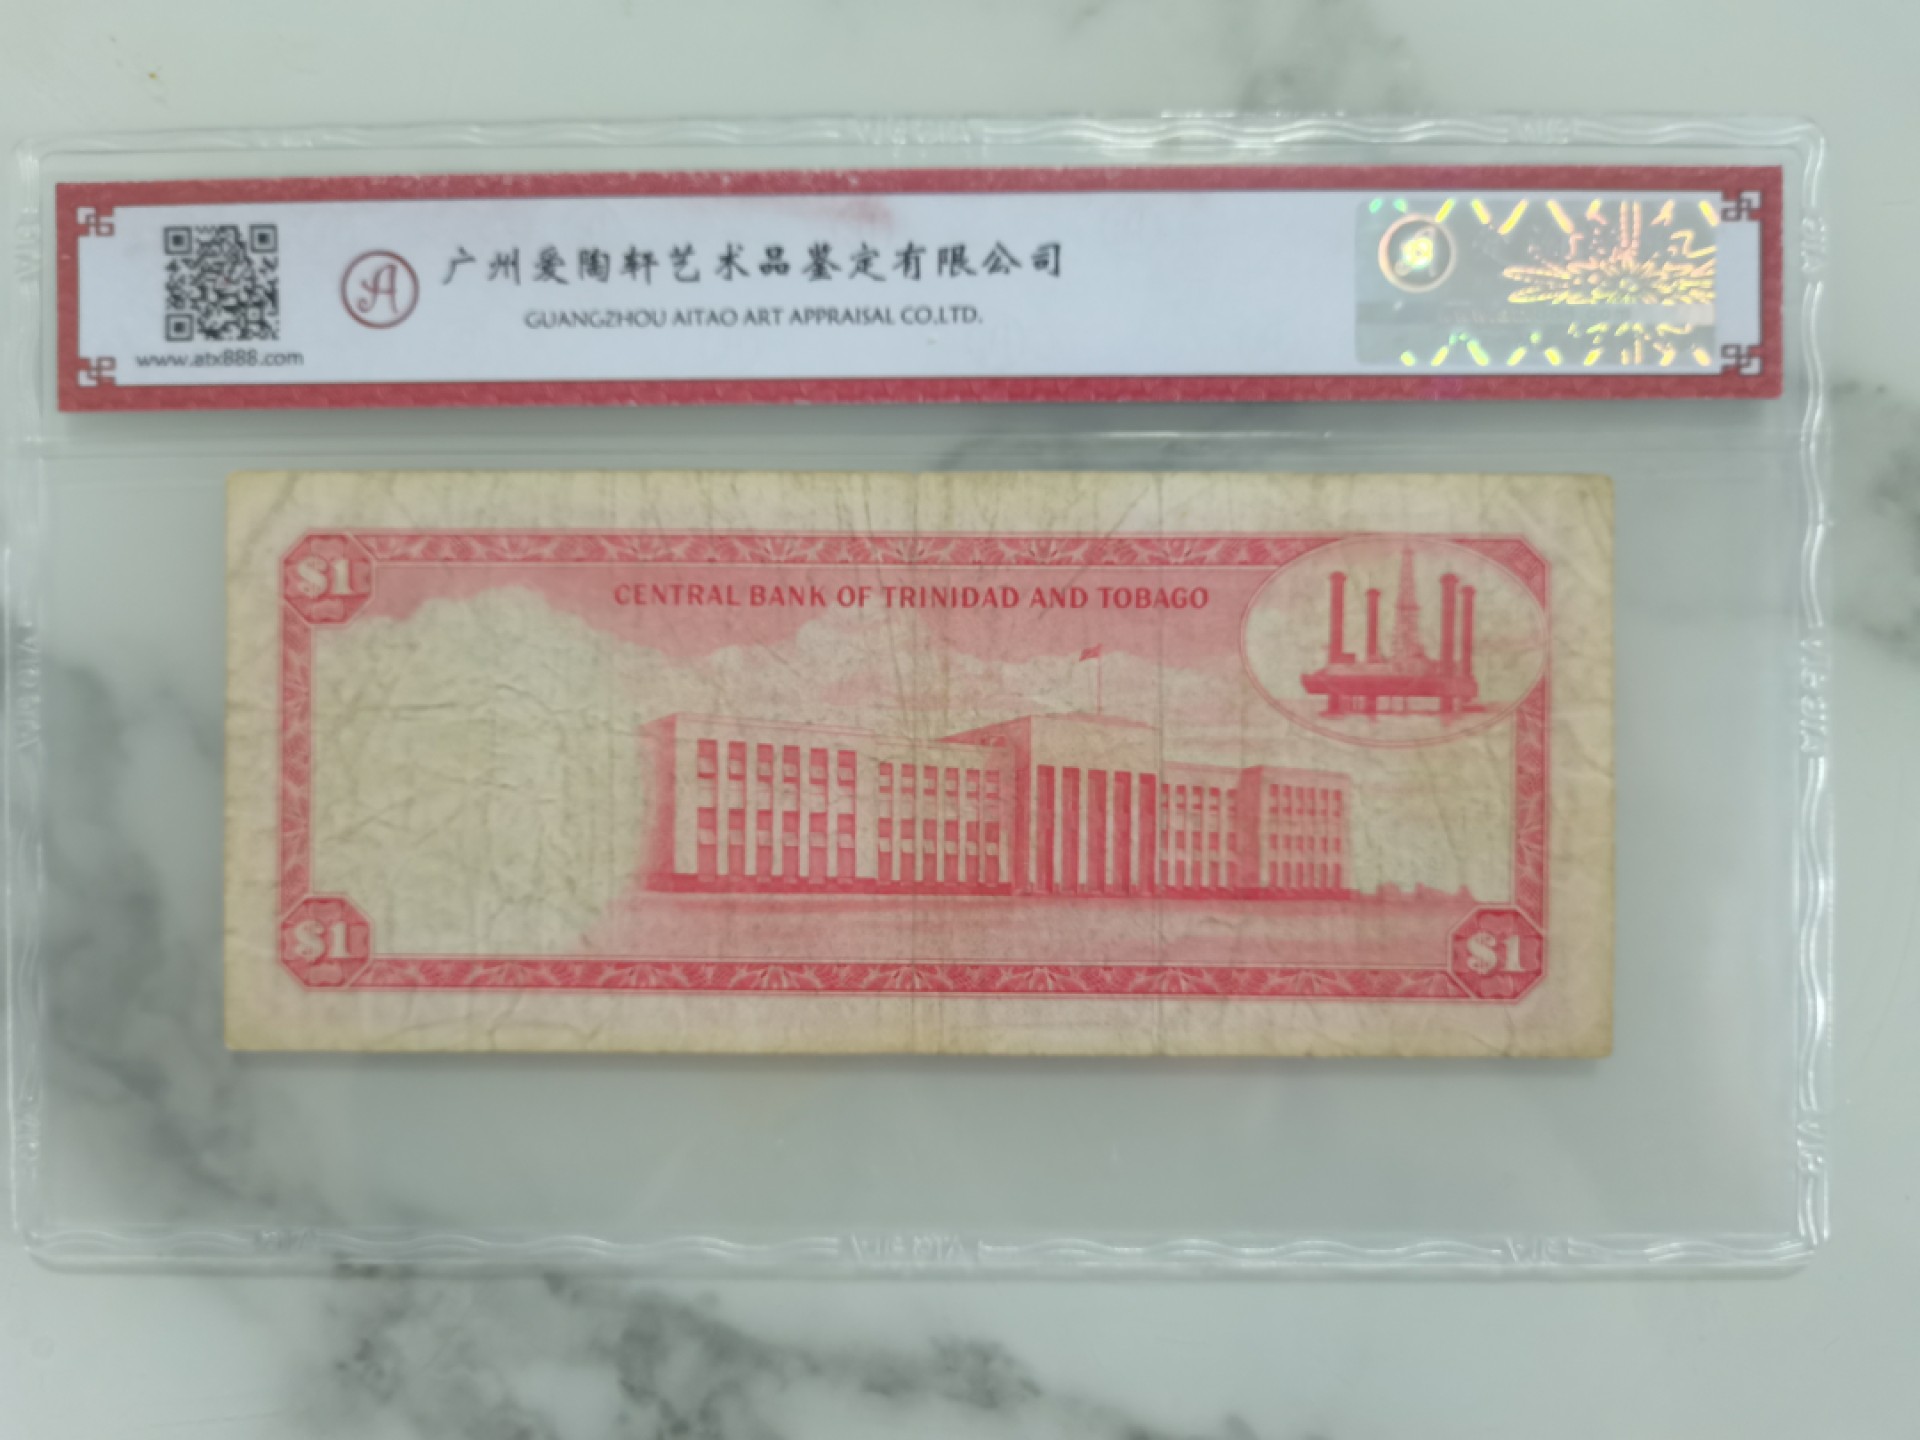 广州爱陶轩艺术品鉴定有限公司
GUANGZHOU AITAO ART APPRAISAL CO.,LTD.
www.atx888.com
$1
CENTRAL BANK OF TRINIDAD AND TOBAGO
$1
$1